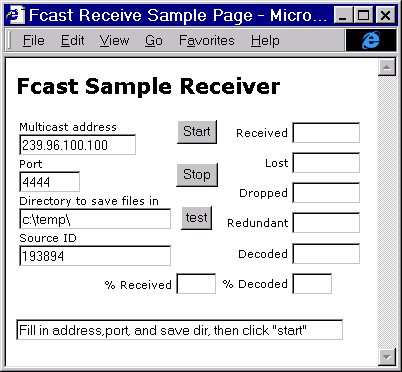 Fcast Receive Sample Page - Micro...
File Edit View Go Favorites Help
Fcast Sample Receiver
Multicast address
239.96.100.100
Port
4444
Directory to save files in
c:\temp\
Source ID
193894
Start
Stop
test
Received
Lost
Dropped
Redundant
Decoded
% Received
% Decoded
Fill in address,port, and save dir, then click "start"